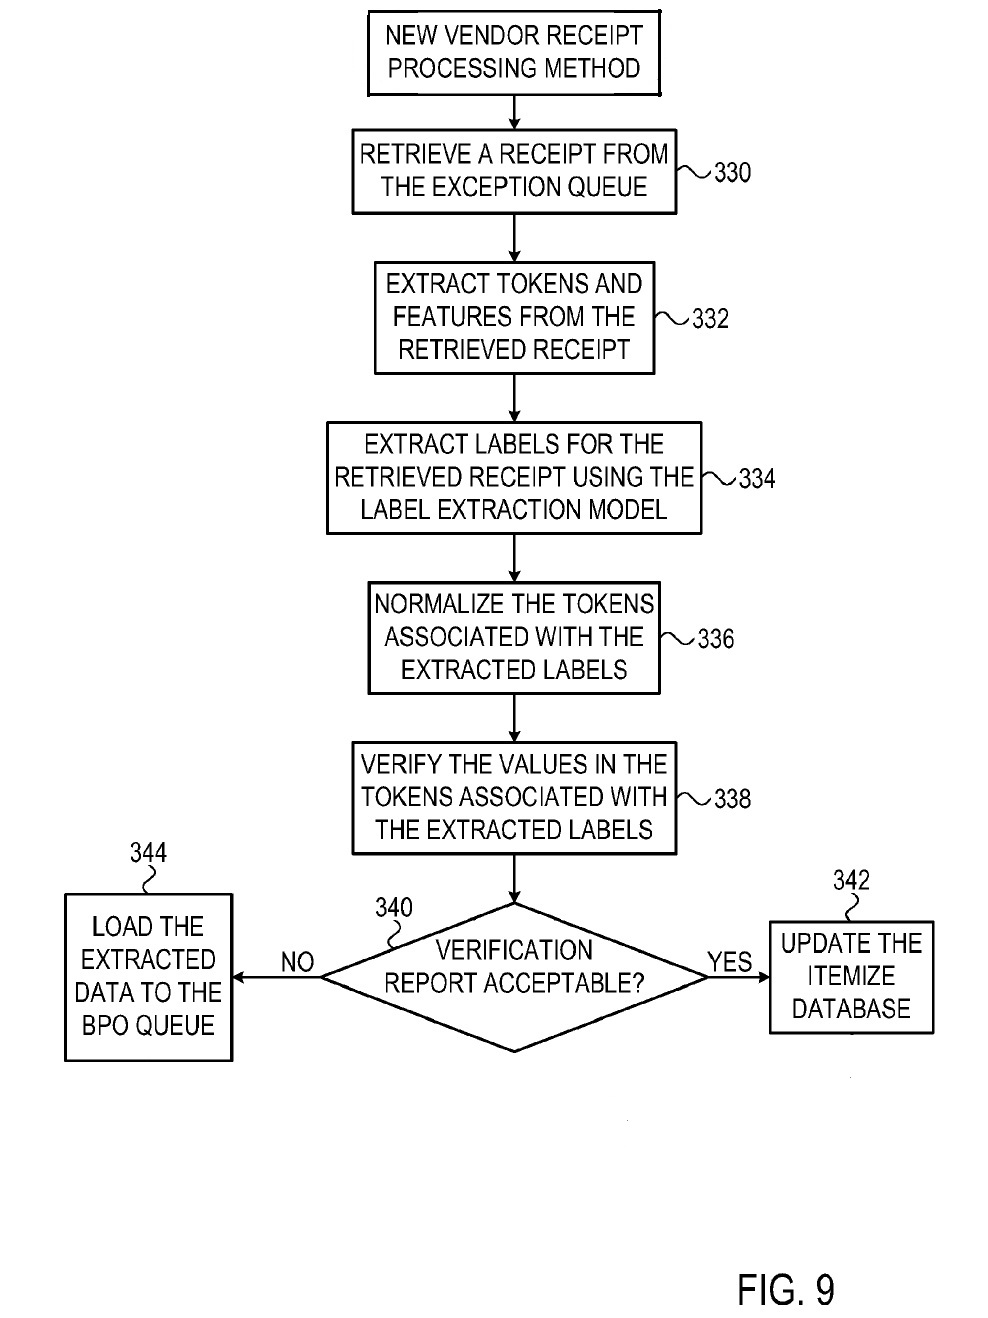 NEW VENDOR RECEIPT
PROCESSING METHOD
RETRIEVE A RECEIPT FROM
THE EXCEPTION QUEUE
330
EXTRACT TOKENS AND
FEATURES FROM THE
RETRIEVED RECEIPT
332
EXTRACT LABELS FOR THE
RETRIEVED RECEIPT USING THE
LABEL EXTRACTION MODEL
334
NORMALIZE THE TOKENS
ASSOCIATED WITH THE
EXTRACTED LABELS
336
VERIFY THE VALUES IN THE
TOKENS ASSOCIATED WITH
THE EXTRACTED LABELS
338
340
VERIFICATION
REPORT ACCEPTABLE?
NO
344
LOAD THE
EXTRACTED
DATA TO THE
BPO QUEUE
YES
342
UPDATE THE
ITEMIZE
DATABASE
FIG. 9